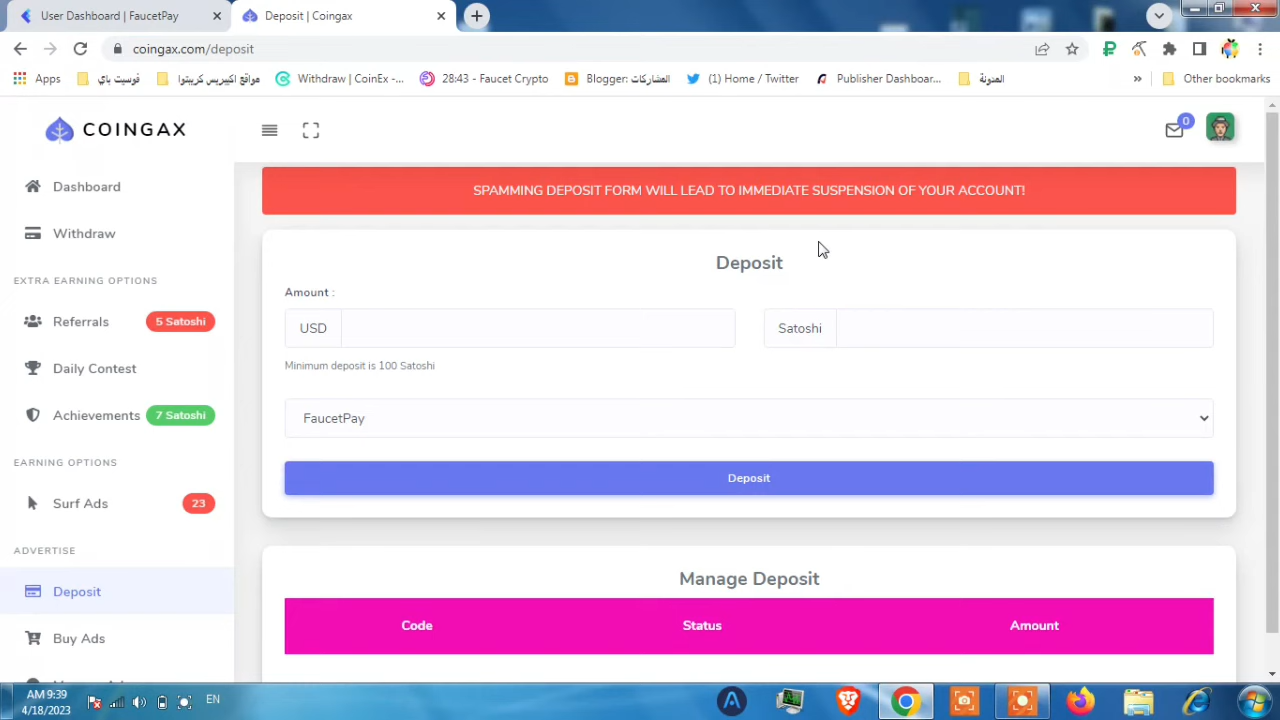 User Dashboard | FaucetPay
Deposit | Coingax
coingax.com/deposit
Apps
فوسيت باي
مواقع اكبيريس كريبتوا
Withdraw | CoinEx -...
28:43 - Faucet Crypto
Blogger: المشاركات...
(1) Home / Twitter
Publisher Dashboar...
المدونة
»
Other bookmarks
COINGAX
0
Dashboard
Withdraw
EXTRA EARNING OPTIONS
Referrals 5 Satoshi
Daily Contest
Achievements 7 Satoshi
EARNING OPTIONS
Surf Ads 23
ADVERTISE
Deposit
Buy Ads
SPAMMING DEPOSIT FORM WILL LEAD TO IMMEDIATE SUSPENSION OF YOUR ACCOUNT!
Deposit
Amount :
USD
Satoshi
Minimum deposit is 100 Satoshi
FaucetPay
Deposit
Manage Deposit
Code Status Amount
AM 9:39
4/18/2023
EN